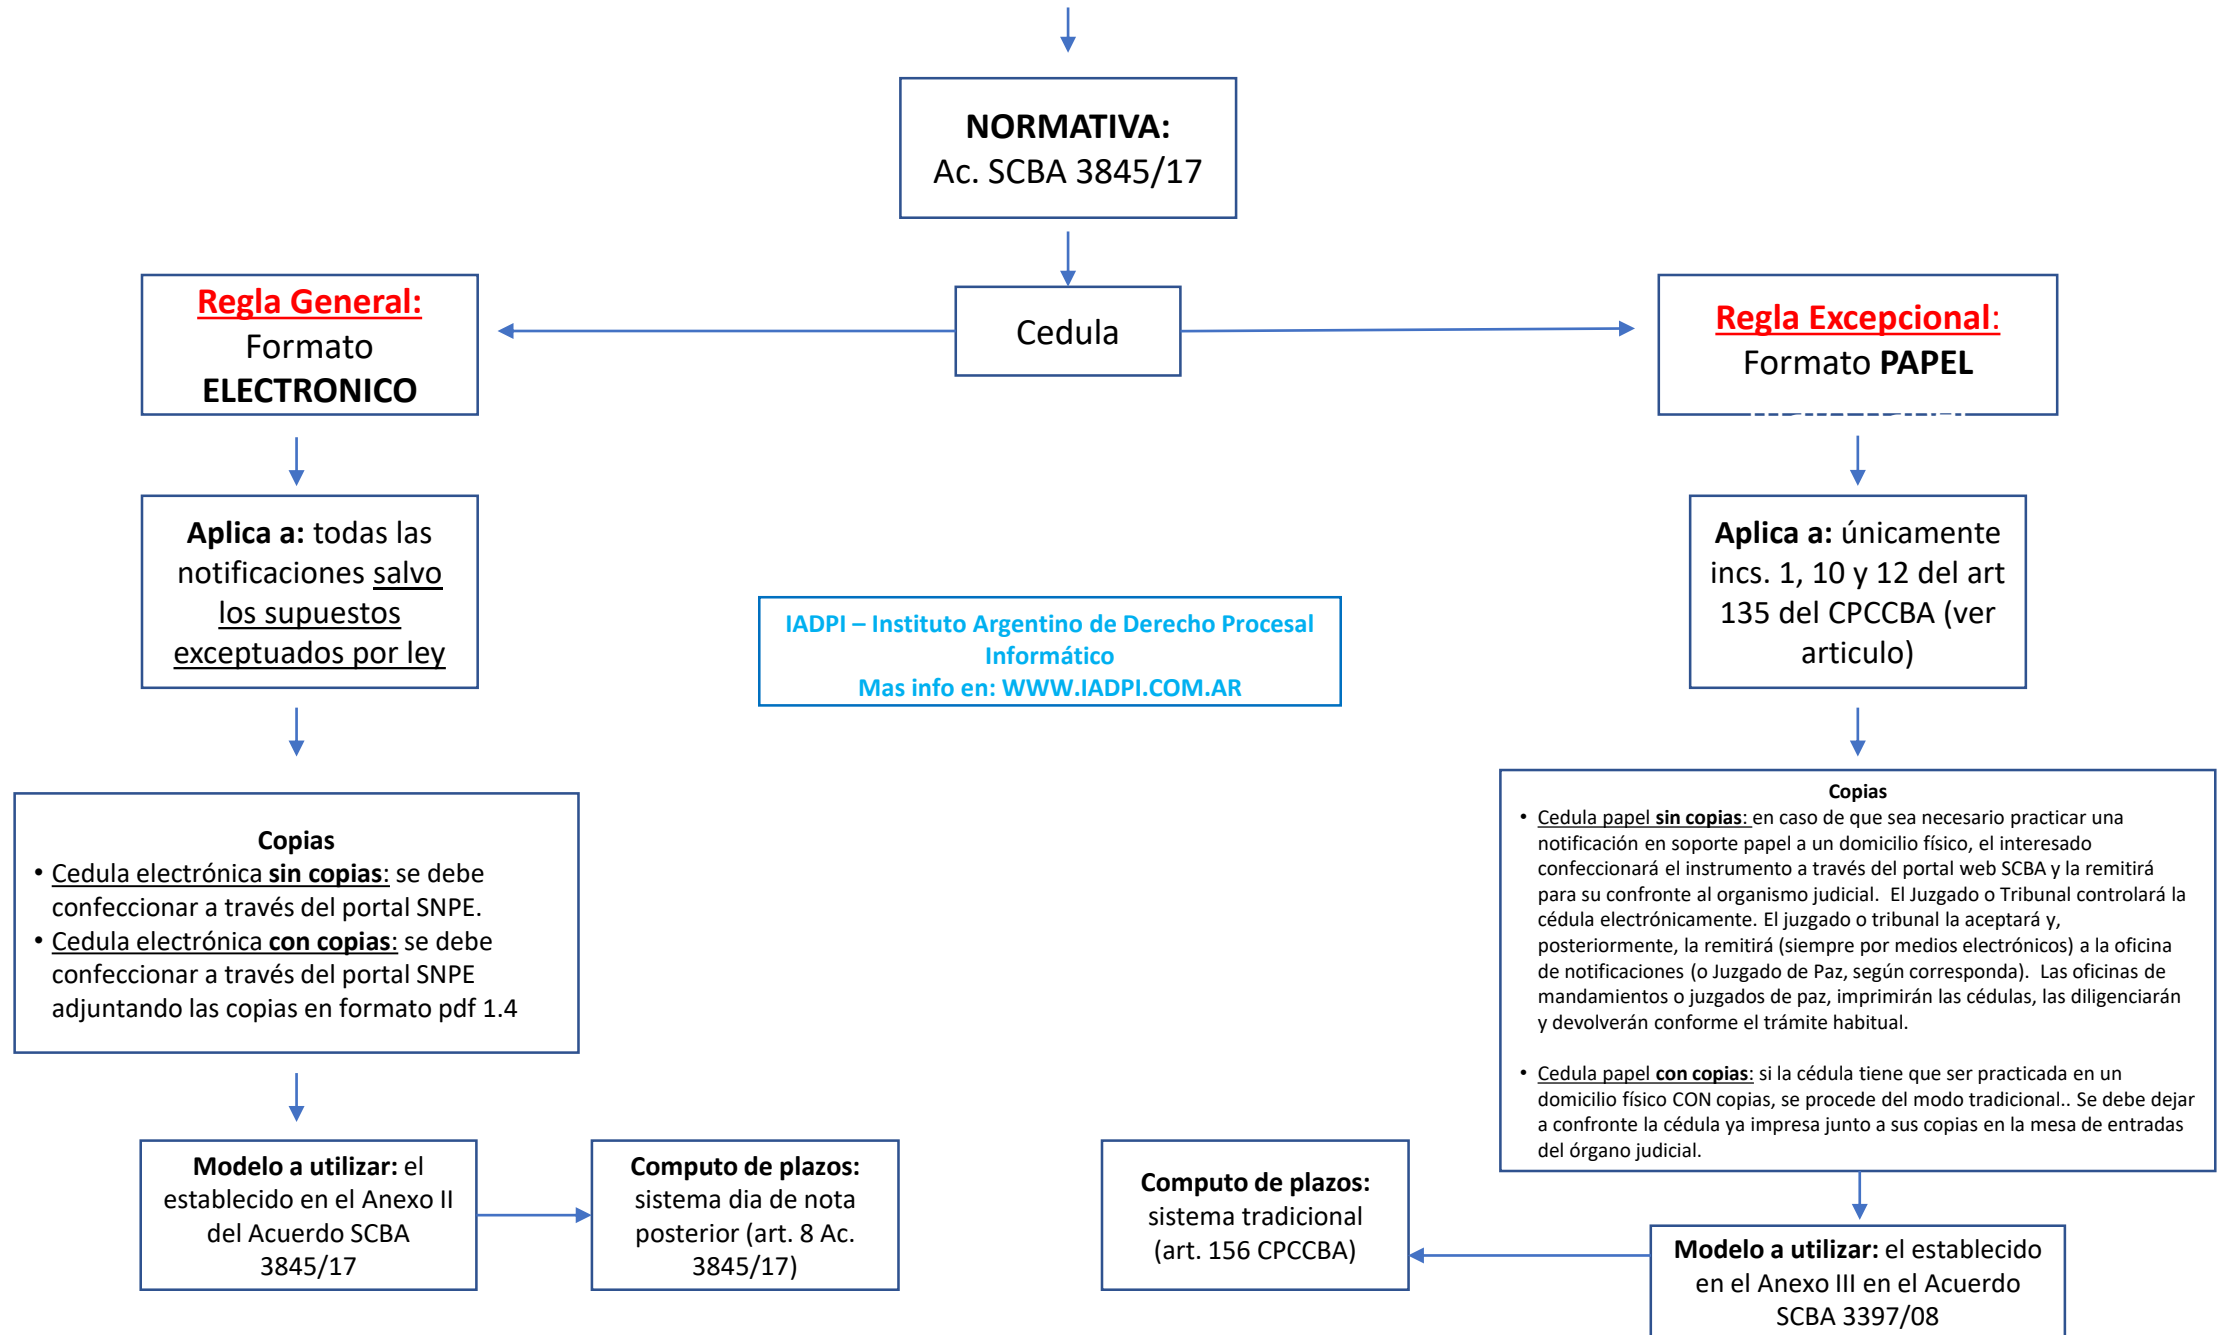 NORMATIVA:
Ac. SCBA 3845/17
Regla General:
Formato
ELECTRONICO
Cedula
Regla Excepcional:
Formato PAPEL
Aplica a: todas las
notificaciones salvo
los supuestos
exceptuados por ley
Aplica a: únicamente
incs. 1, 10 y 12 del art
135 del CPCCBA (ver
articulo)
IADPI – Instituto Argentino de Derecho Procesal
Informático
Mas info en: WWW.IADPI.COM.AR
Copias
• Cedula electrónica sin copias: se debe
confeccionar a través del portal SNPE.
• Cedula electrónica con copias: se debe
confeccionar a través del portal SNPE
adjuntando las copias en formato pdf 1.4
Copias
• Cedula papel sin copias: en caso de que sea necesario practicar una
notificación en soporte papel a un domicilio físico, el interesado
confeccionará el instrumento a través del portal web SCBA y la remitirá
para su confronte al organismo judicial. El Juzgado o Tribunal controlará la
cédula electrónicamente. El juzgado o tribunal la aceptará y,
posteriormente, la remitirá (siempre por medios electrónicos) a la oficina
de notificaciones (o Juzgado de Paz, según corresponda). Las oficinas de
mandamientos o juzgados de paz, imprimirán las cédulas, las diligenciarán
y devolverán conforme el trámite habitual.
• Cedula papel con copias: si la cédula tiene que ser practicada en un
domicilio físico CON copias, se procede del modo tradicional.. Se debe dejar
a confronte la cédula ya impresa junto a sus copias en la mesa de entradas
del órgano judicial.
Modelo a utilizar: el
establecido en el Anexo II
del Acuerdo SCBA
3845/17
Computo de plazos:
sistema dia de nota
posterior (art. 8 Ac.
3845/17)
Computo de plazos:
sistema tradicional
(art. 156 CPCCBA)
Modelo a utilizar: el establecido
en el Anexo III en el Acuerdo
SCBA 3397/08